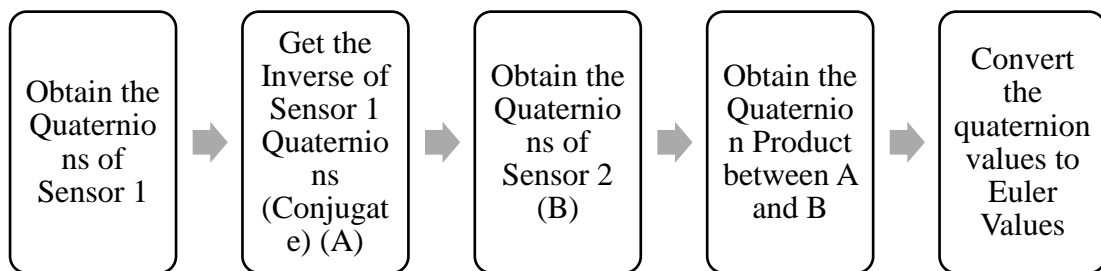 Obtain the
Quaternio
ns of
Sensor 1
Get the
Inverse of
Sensor 1
Quaternio
ns
(Conjugat
e) (A)
Obtain the
Quaternio
ns of
Sensor 2
(B)
Obtain the
Quaternio
n Product
between A
and B
Convert
the
quaternion
values to
Euler
Values